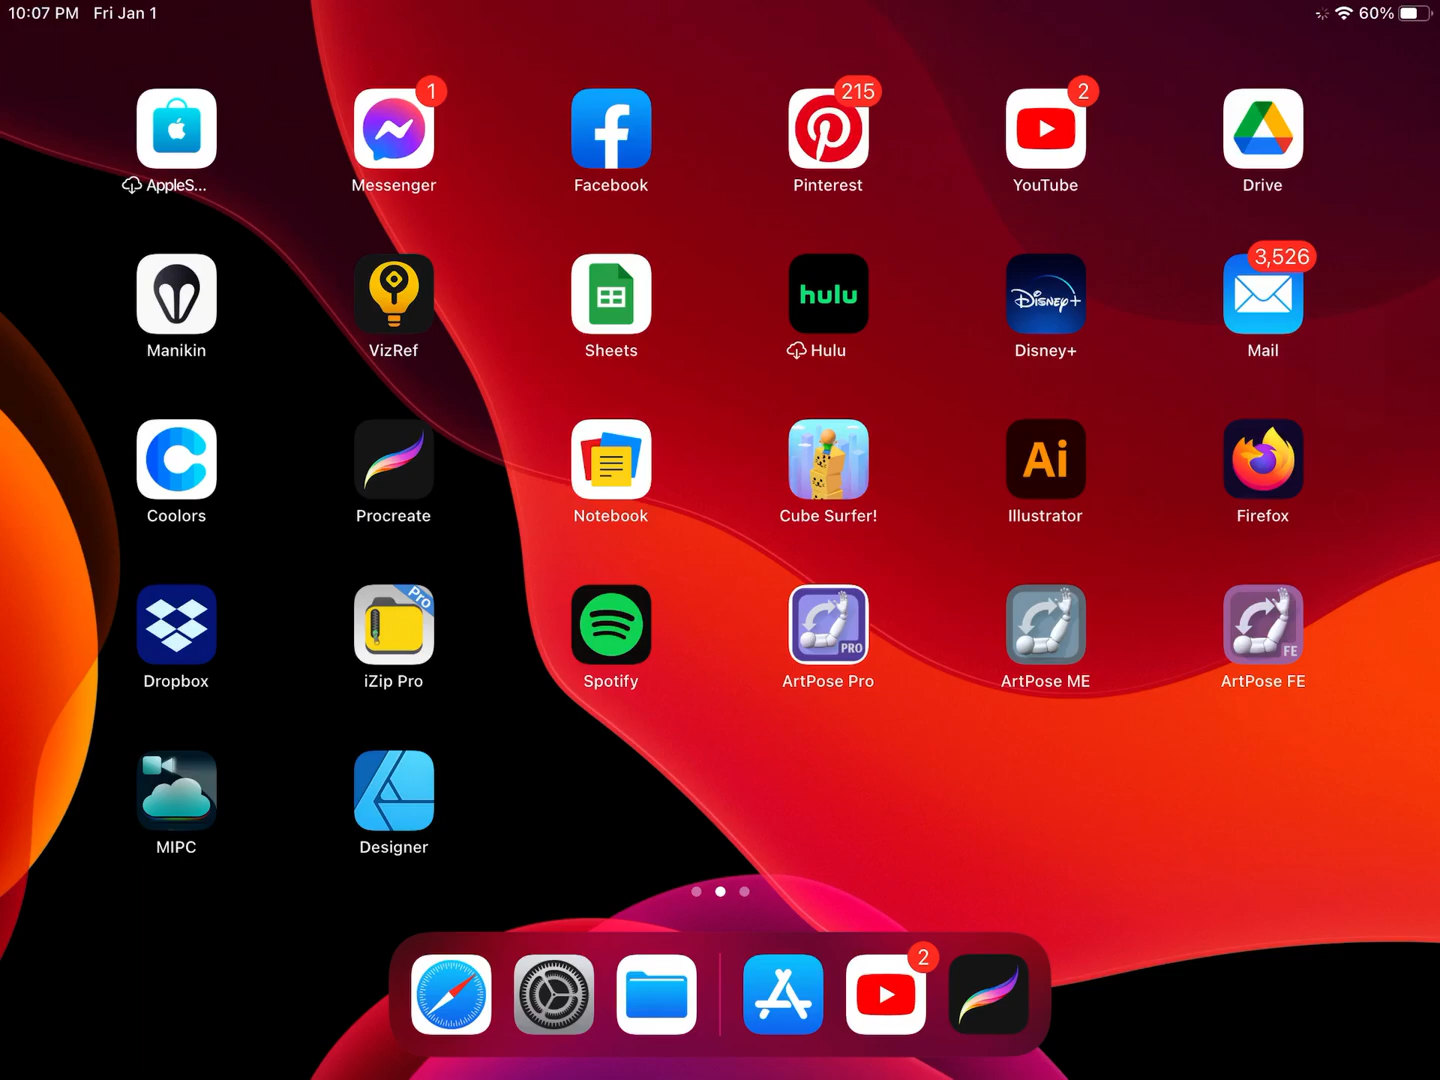 10:07 PM Fri Jan 1 60%
1 215 2
AppleS... Messenger Facebook Pinterest YouTube Drive
3,526
hulu Disney+
Manikin VizRef Sheets Hulu Disney+ Mail
Ai
Coolors Procreate Notebook Cube Surfer! Illustrator Firefox
Pro PRO FE
Dropbox iZip Pro Spotify ArtPose Pro ArtPose ME ArtPose FE
MIPC Designer
2